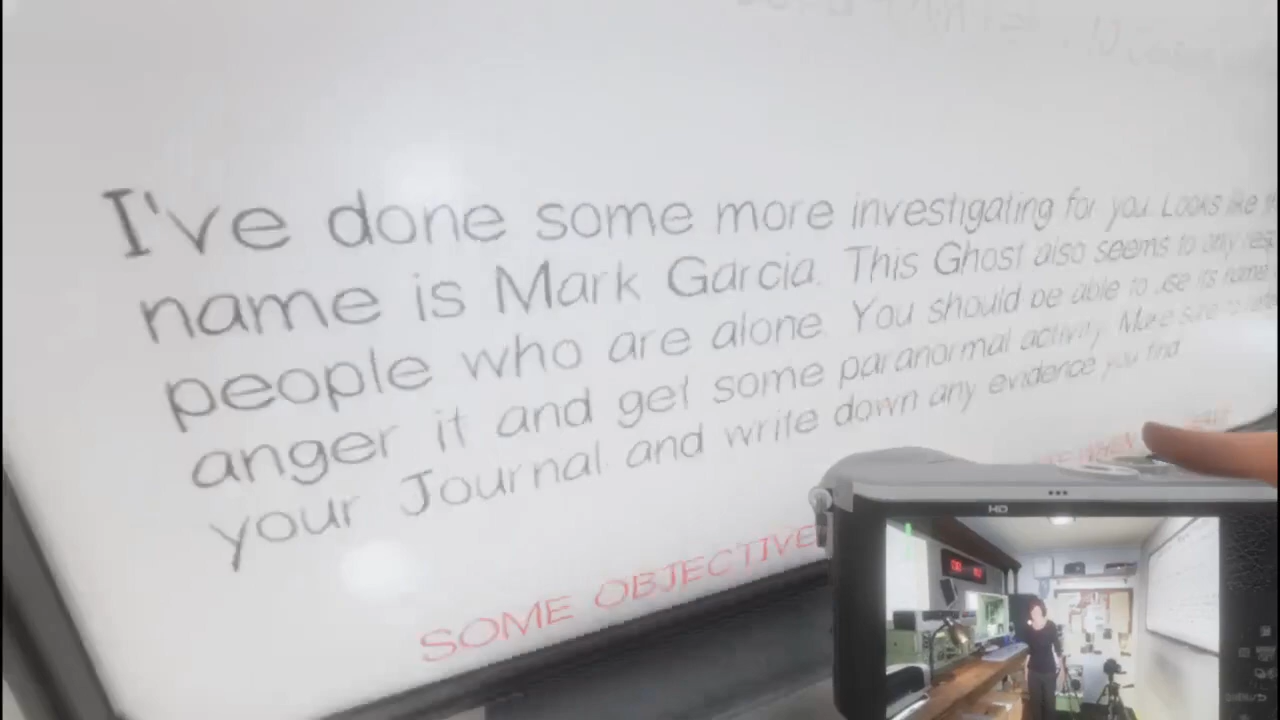 I've done some more investigating for you. Looks like
name is Mark Garcia. This Ghost also seems to only
people who are alone. You should be able to use its name
anger it and get some paranormal activity. Make sure to
your Journal and write down any evidence you find
SOME OBJECTIVE
HD